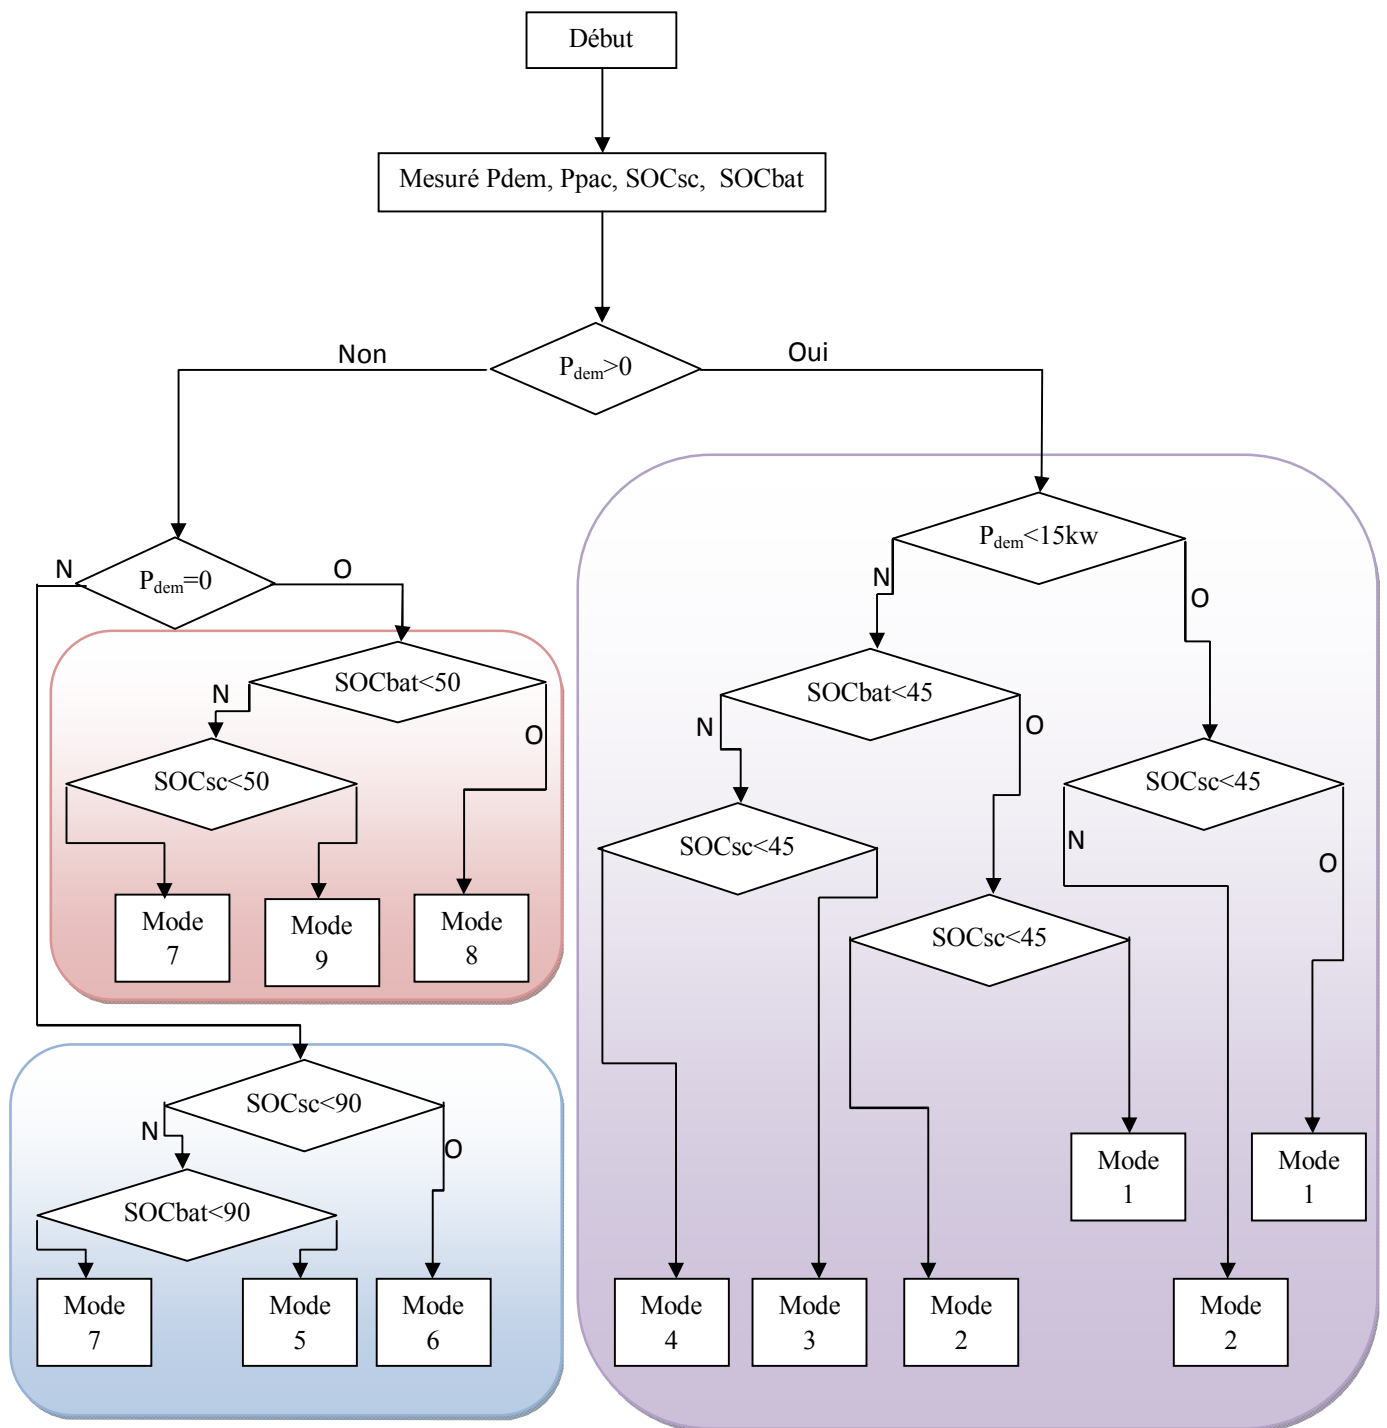 Début
Mesuré Pdem, Ppac, SOCsc, SOCbat
Non
Pdem>0
Oui
Pdem<15kw
N
O
Pdem=0
N
O
SOCbat<50
N
O
SOCsc<50
Mode
7
Mode
9
Mode
8
SOCbat<45
N
O
SOCsc<45
N
O
SOCsc<45
SOCsc<45
SOCsc<90
N
O
SOCbat<90
Mode
7
Mode
5
Mode
6
Mode
4
Mode
3
Mode
2
Mode
1
Mode
2
Mode
1